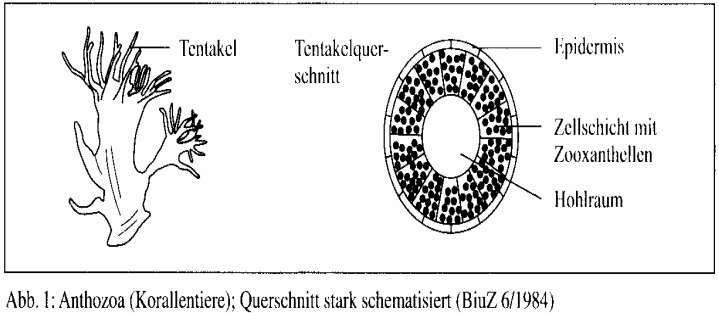 Tentakel
Tentakelquer-
schnitt
Epidermis
Zellschicht mit
Zooxanthellen
Hohlraum
Abb. 1: Anthozoa (Korallentiere); Querschnitt stark schematisiert (BiuZ 6/1984)